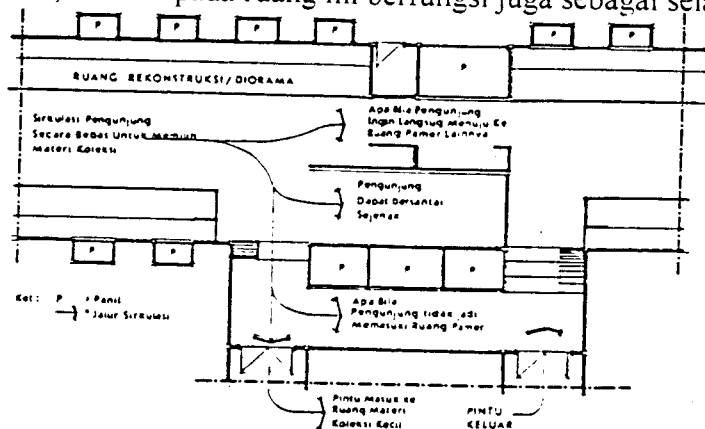 pada ruang ini berfungsi juga sebagai
P P P P P P
P
RUANG REKONSTRUKSI/DIORAMA
Sirkulasi Pengunjung
Secara Bebas Untuk Memilih
Materi Koleksi
Apa Bila Pengunjung
Ingin Langsug Menuju Ke
Ruang Pamer Lainnya
Pengunjung
Dapat Bersantai
Sejenak
P P P P P
Ket : P = Panil
= Jalur Sirkulasi
Apa Bila
Pengunjung tidak jadi
Memasuki Ruang Pamer
Pintu Masuk ke
Ruang Materi
Koleksi Kecil
PINTU
KELUAR